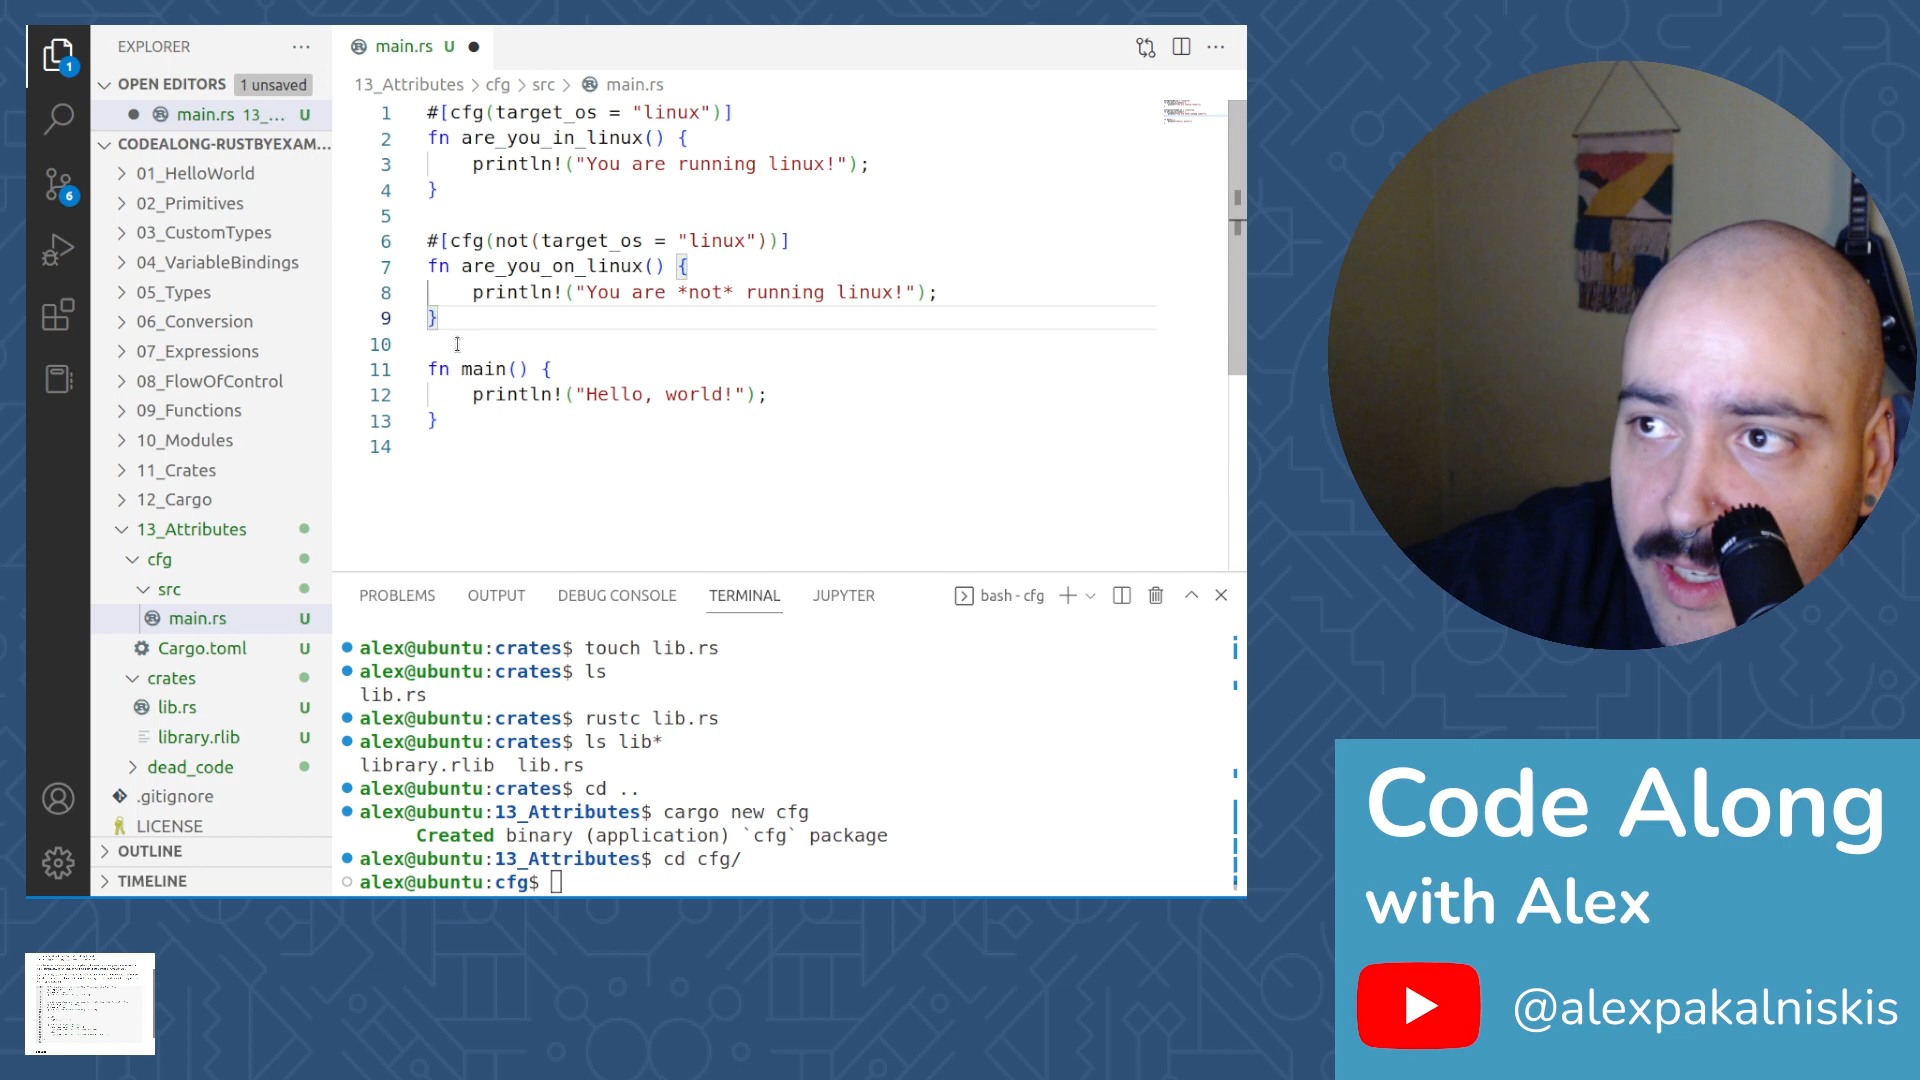 EXPLORER
OPEN EDITORS 1 unsaved
main.rs 13_... U
CODEALONG-RUSTBYEXAM...
01_HelloWorld
02_Primitives
03_CustomTypes
04_VariableBindings
05_Types
06_Conversion
07_Expressions
08_FlowOfControl
09_Functions
10_Modules
11_Crates
12_Cargo
13_Attributes
cfg
src
main.rs U
Cargo.toml U
crates
lib.rs U
library.rlib U
dead_code
.gitignore
LICENSE
OUTLINE
TIMELINE
1
6
main.rs U
13_Attributes > cfg > src > main.rs
1 #[cfg(target_os = "linux")]
2 fn are_you_in_linux() {
3 println!("You are running linux!");
4 }
5
6 #[cfg(not(target_os = "linux"))]
7 fn are_you_on_linux() {
8 println!("You are *not* running linux!");
9 }
10
11 fn main() {
12 println!("Hello, world!");
13 }
14
PROBLEMS OUTPUT DEBUG CONSOLE TERMINAL JUPYTER bash - cfg
alex@ubuntu:crates$ touch lib.rs
alex@ubuntu:crates$ ls
lib.rs
alex@ubuntu:crates$ rustc lib.rs
alex@ubuntu:crates$ ls lib*
library.rlib lib.rs
alex@ubuntu:crates$ cd ..
alex@ubuntu:13_Attributes$ cargo new cfg
Created binary (application) `cfg` package
alex@ubuntu:13_Attributes$ cd cfg/
alex@ubuntu:cfg$
Code Along
with Alex
@alexpakalniskis